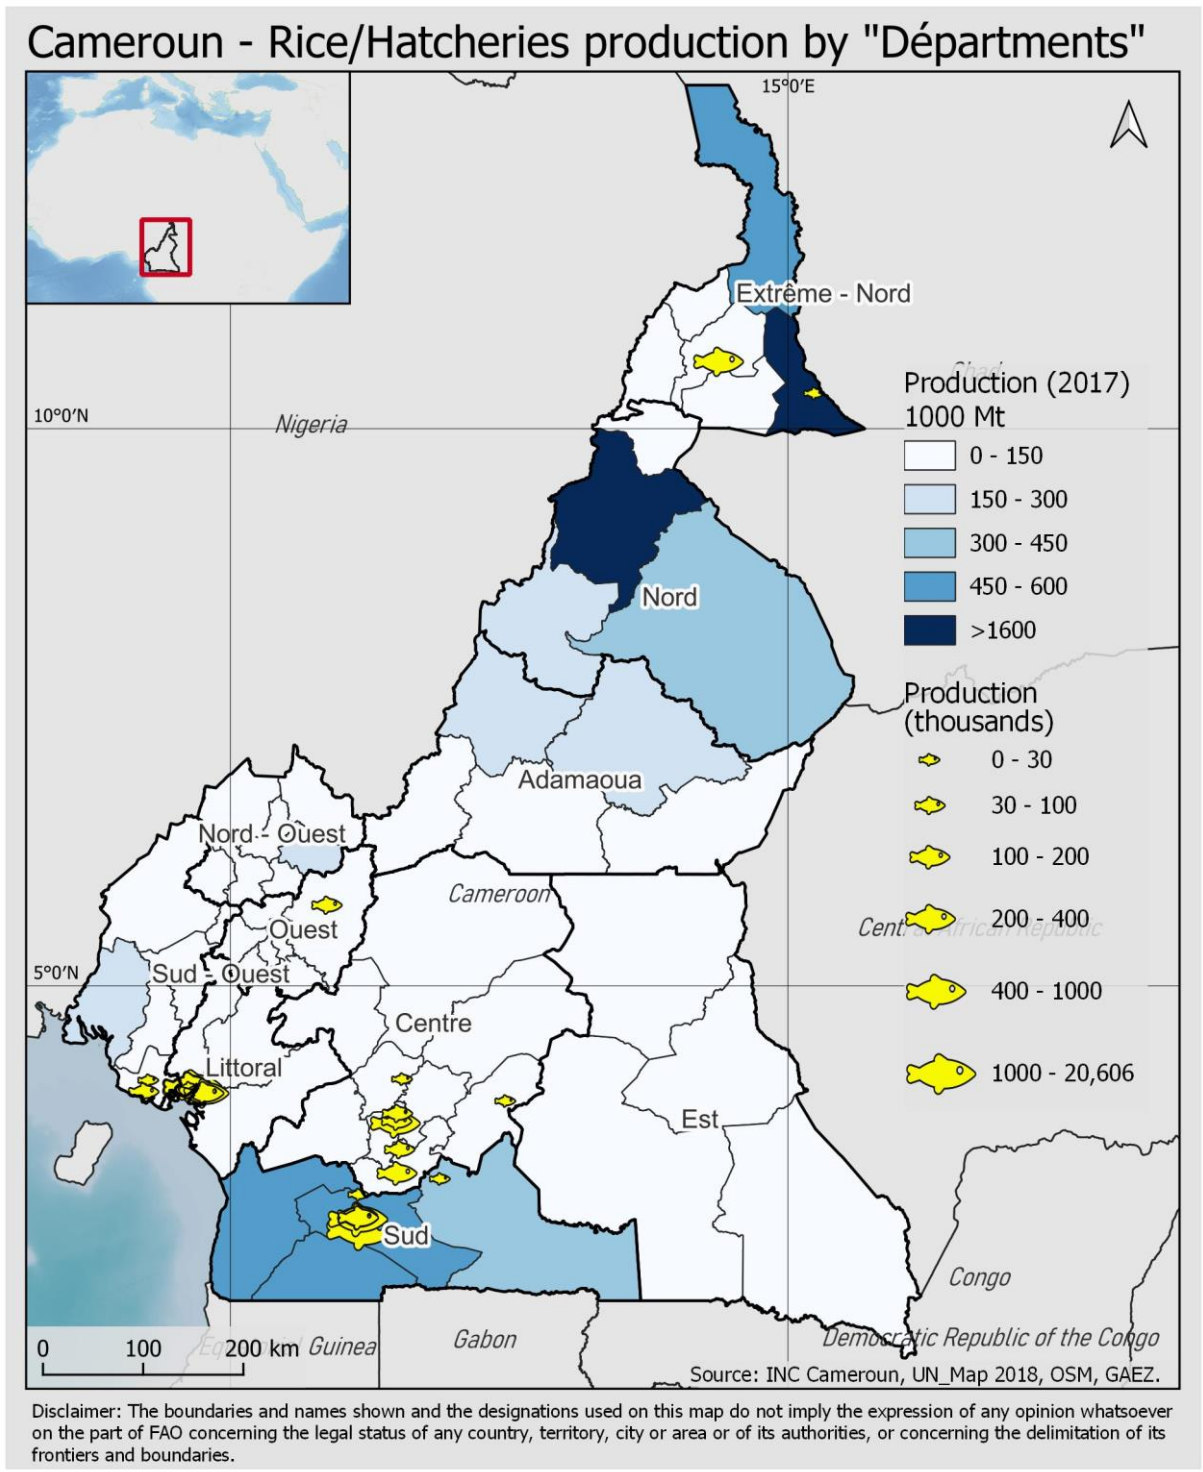 Cameroun - Rice/Hatcheries production by "Départments"
15°0'E
Extrême - Nord
Chad
Production (2017)
1000 Mt
10°0'N
Nigeria
0 - 150
150 - 300
300 - 450
450 - 600
>1600
Nord
Production
(thousands)
0 - 30
30 - 100
100 - 200
200 - 400
400 - 1000
1000 - 20,606
Adamaoua
Nord - Ouest
Cameroon
Ouest
Central African Republic
5°0'N
Sud - Ouest
Centre
Littoral
Est
Sud
Congo
0 100 200 km
Equatorial Guinea
Gabon
Democratic Republic of the Congo
Source: INC Cameroun, UN_Map 2018, OSM, GAEZ.
Disclaimer: The boundaries and names shown and the designations used on this map do not imply the expression of any opinion whatsoever
on the part of FAO concerning the legal status of any country, territory, city or area or of its authorities, or concerning the delimitation of its
frontiers and boundaries.